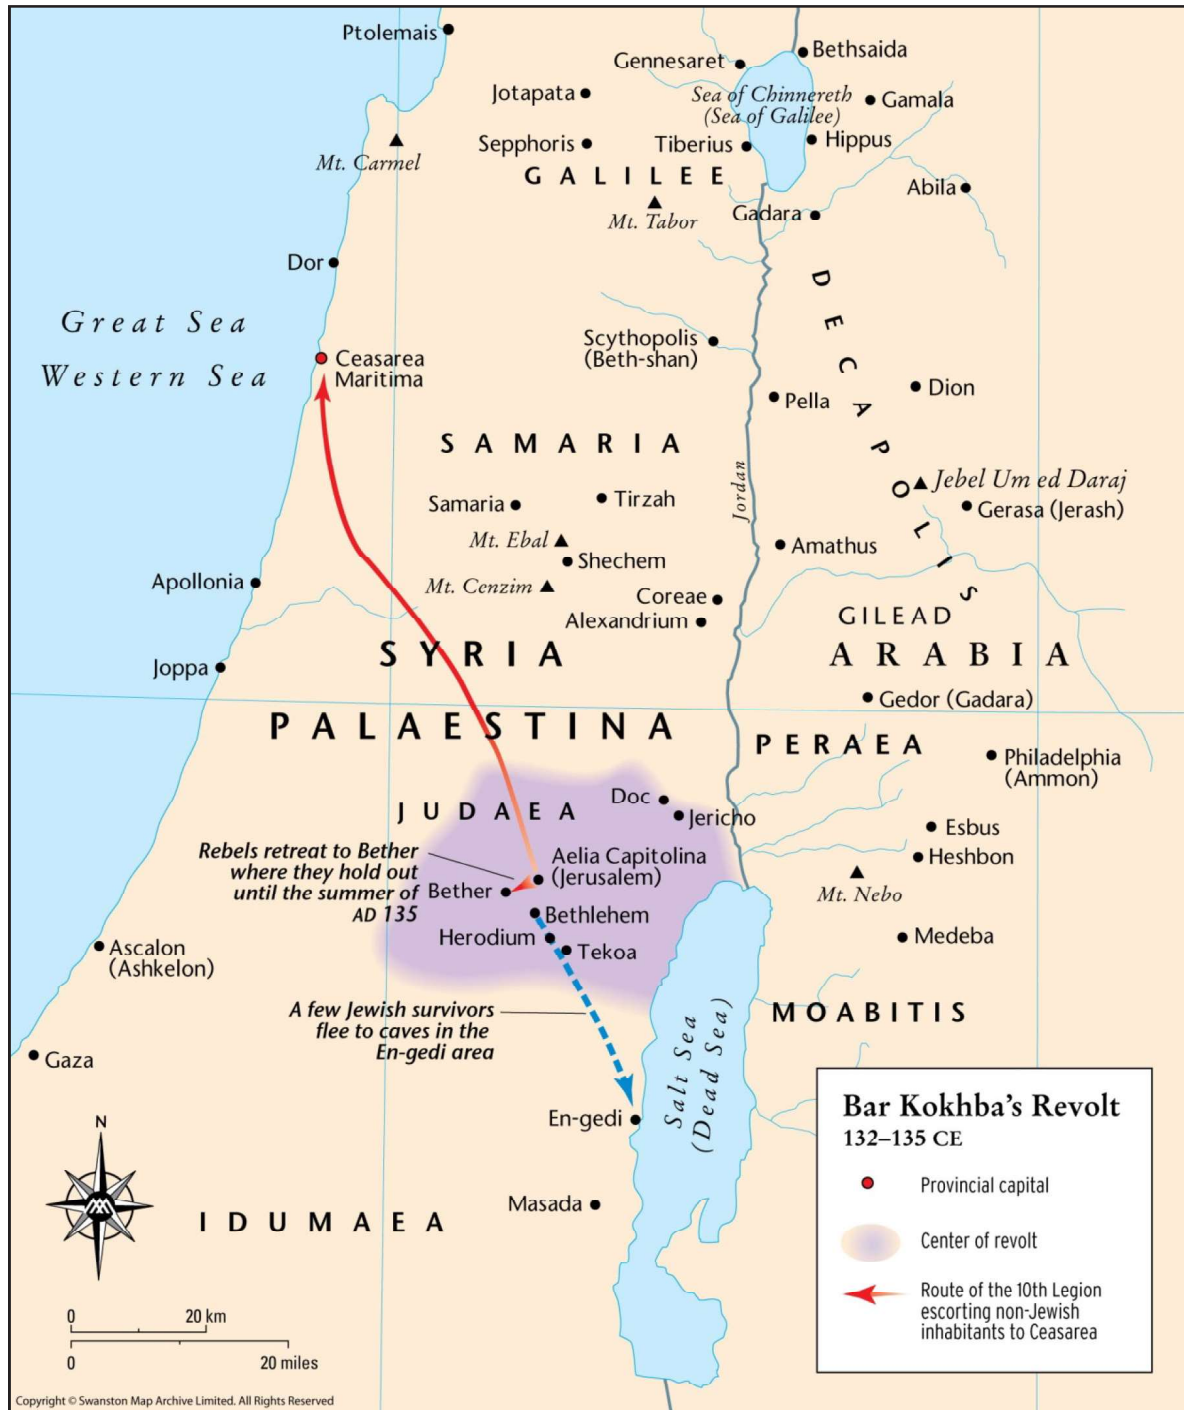 Ptolemais
Bethsaida
Gennesaret
Jotapata
Sea of Chinnereth
(Sea of Galilee)
Gamala
Sepphoris
Tiberius
Hippus
Mt. Carmel
GALILEE
Abila
Mt. Tabor
Gadara
Dor
DECAPOLIS
Great Sea
Western Sea
Scythopolis
(Beth-shan)
Ceasarea
Maritima
Dion
Pella
SAMARIA
Jordan
Jebel Um ed Daraj
Samaria
Tirzah
Gerasa (Jerash)
Mt. Ebal
Amathus
Shechem
Apollonia
Mt. Cenzim
Coreae
Alexandrium
GILEAD
SYRIA
ARABIA
Joppa
Gedor (Gadara)
PALAESTINA
PERAEA
Philadelphia
(Ammon)
Doc
JUDAEA
Jericho
Esbus
Rebels retreat to Bether
where they hold out
until the summer of
AD 135
Aelia Capitolina
(Jerusalem)
Heshbon
Bether
Mt. Nebo
Bethlehem
Herodium
Tekoa
Medeba
Ascalon
(Ashkelon)
A few Jewish survivors
flee to caves in the
En-gedi area
MOABITIS
Gaza
Salt Sea
(Dead Sea)
En-gedi
Masada
IDUMAEA
N
Bar Kokhba's Revolt
132–135 CE
Provincial capital
Center of revolt
Route of the 10th Legion
escorting non-Jewish
inhabitants to Ceasarea
0 20 km
0 20 miles
Copyright © Swanston Map Archive Limited. All Rights Reserved